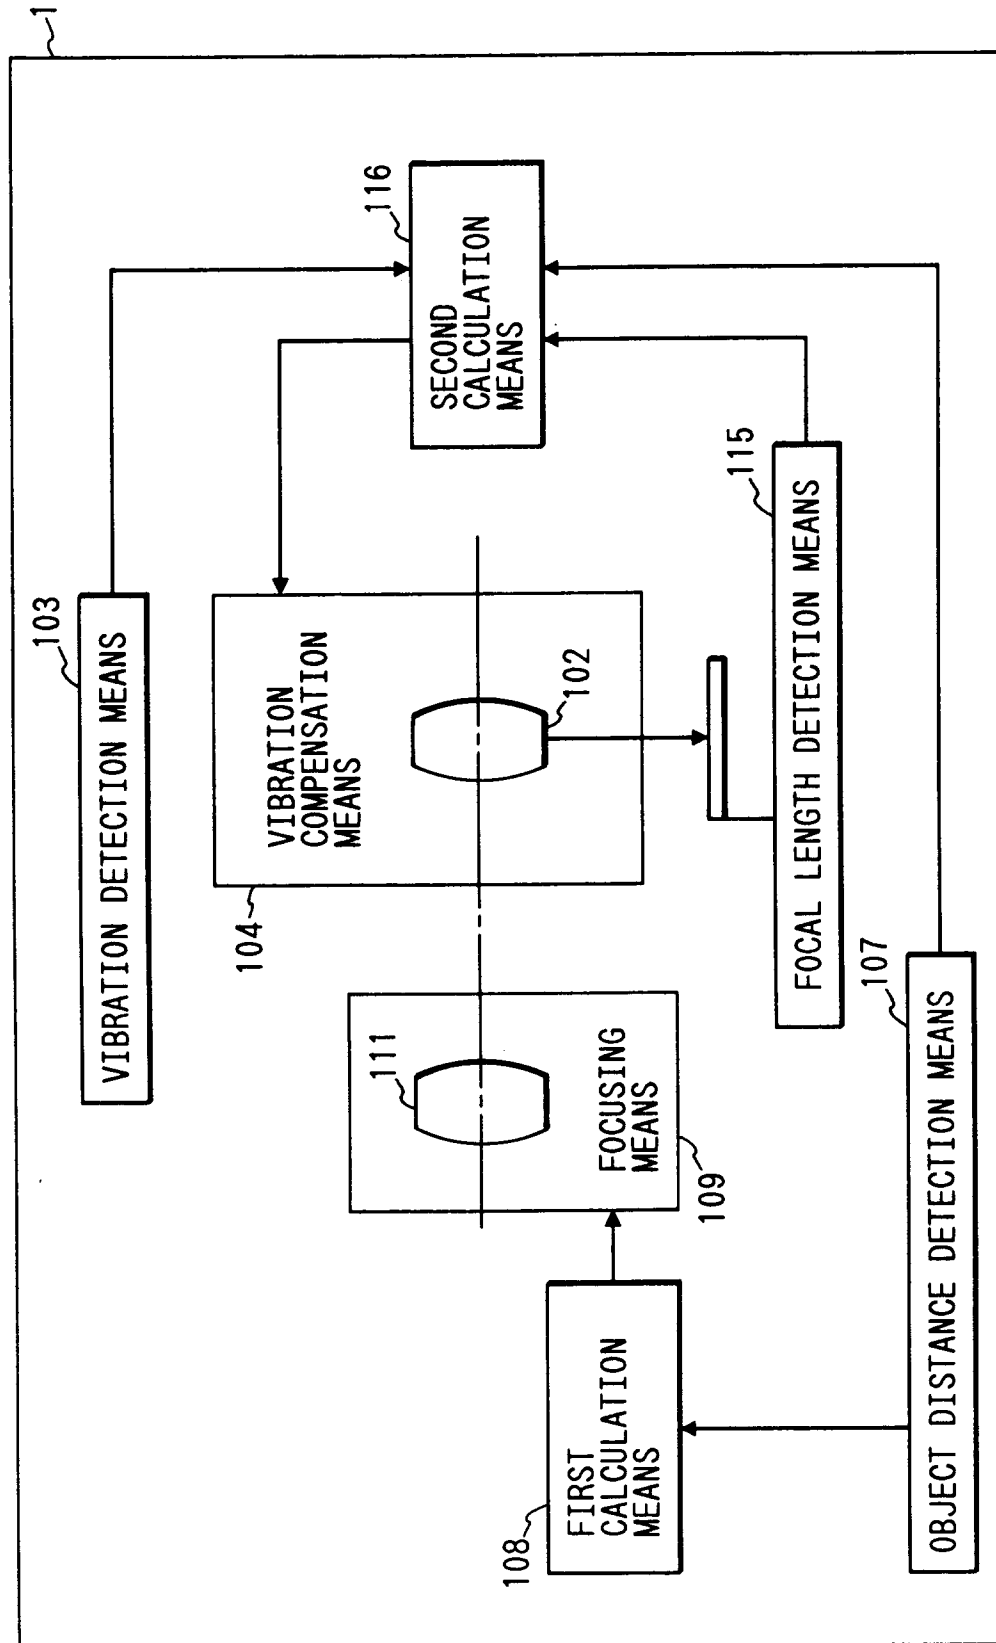 1
103
VIBRATION DETECTION MEANS
116
SECOND
CALCULATION
MEANS
104
VIBRATION
COMPENSATION
MEANS
102
111
FOCUSING
MEANS
109
115
FOCAL LENGTH DETECTION MEANS
108
FIRST
CALCULATION
MEANS
107
OBJECT DISTANCE DETECTION MEANS